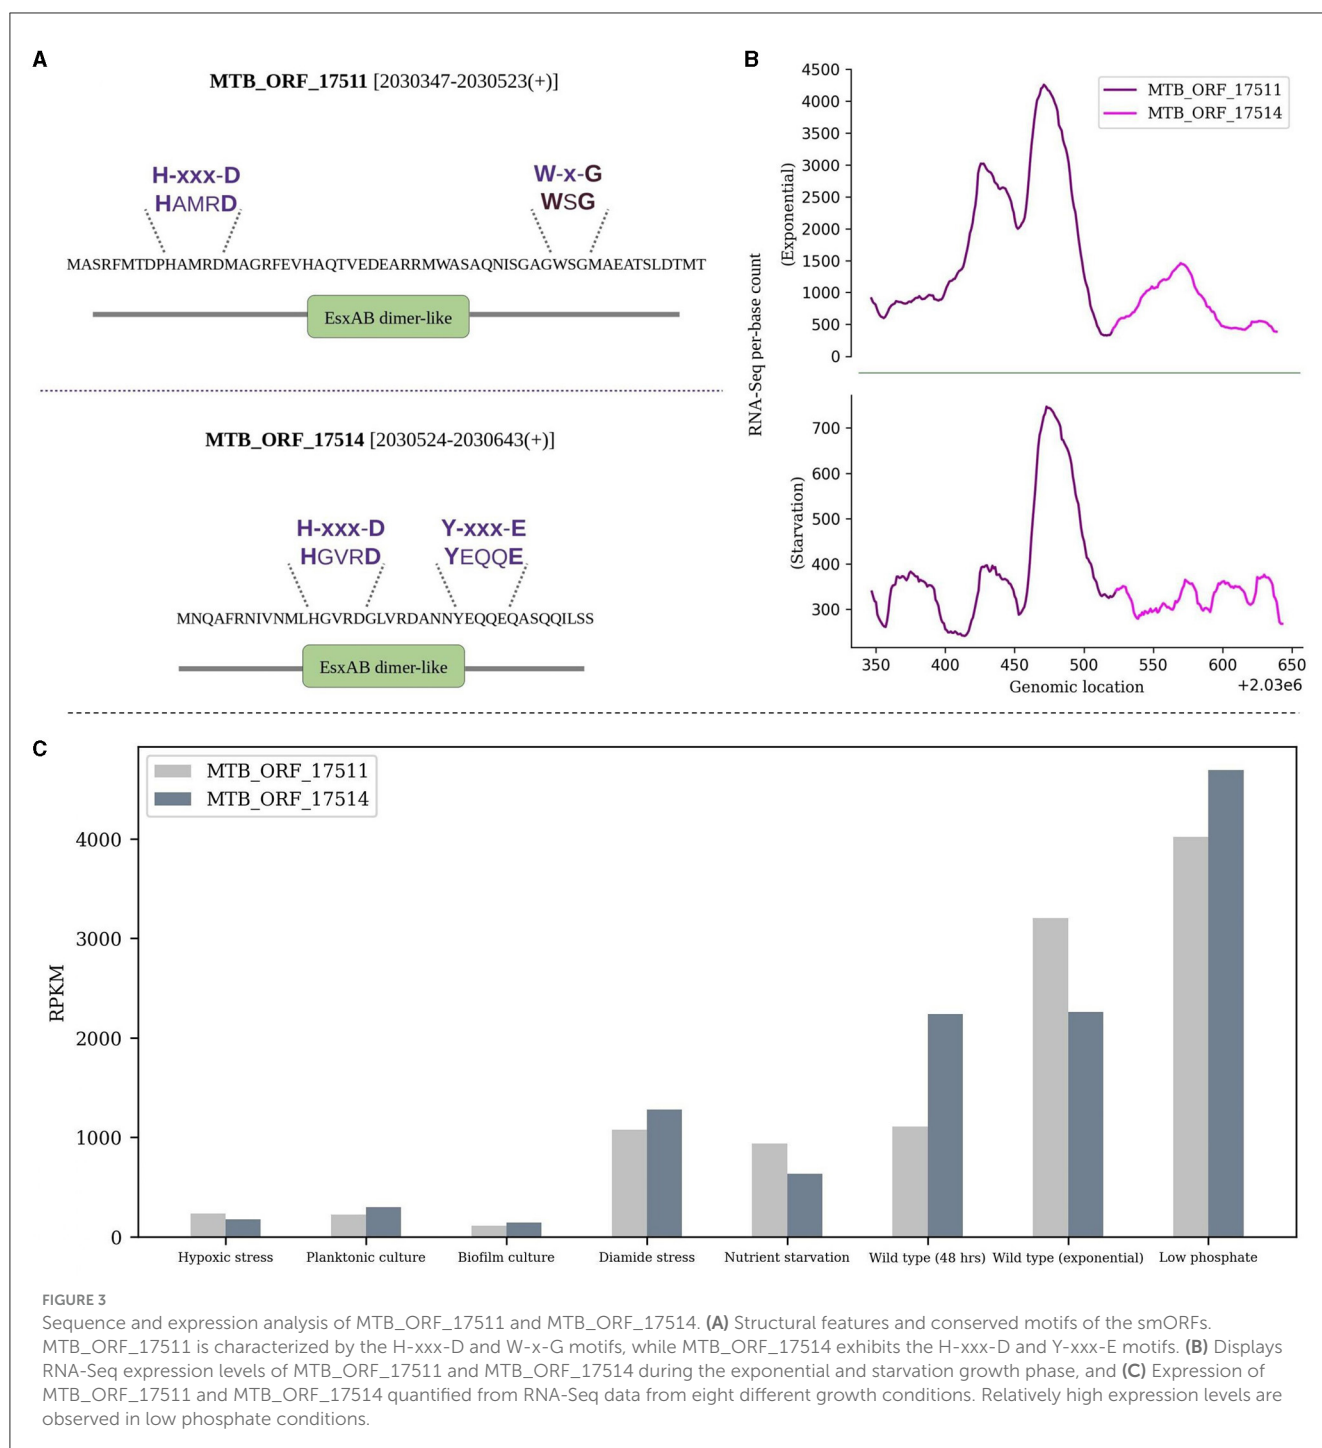 A
MTB_ORF_17511 [2030347-2030523(+)]
H-xxx-D
HAMRD
W-x-G
WSG
MASRFMTDPHAMRDMAGRFEVHAQTVEDEARRMWASAQNISGAGWSGMAEATSLDTMT
EsxAB dimer-like
MTB_ORF_17514 [2030524-2030643(+)]
H-xxx-D
HGVRD
Y-xxx-E
YEQQE
MNQAFRNIVNMLHGVRDGLVRDANNYEQQEQASQQILSS
EsxAB dimer-like
B
MTB_ORF_17511
MTB_ORF_17514
4500
4000
3500
3000
2500
2000
1500
1000
500
0
(Exponential)
RNA-Seq per-base count
700
600
500
400
300
(Starvation)
350 400 450 500 550 600 650
Genomic location
+2.03e6
C
MTB_ORF_17511
MTB_ORF_17514
4000
3000
2000
1000
0
RPKM
Hypoxic stress Planktonic culture Biofilm culture Diamide stress Nutrient starvation Wild type (48 hrs) Wild type (exponential) Low phosphate
FIGURE 3
Sequence and expression analysis of MTB_ORF_17511 and MTB_ORF_17514. (A) Structural features and conserved motifs of the smORFs.
MTB_ORF_17511 is characterized by the H-xxx-D and W-x-G motifs, while MTB_ORF_17514 exhibits the H-xxx-D and Y-xxx-E motifs. (B) Displays
RNA-Seq expression levels of MTB_ORF_17511 and MTB_ORF_17514 during the exponential and starvation growth phase, and (C) Expression of
MTB_ORF_17511 and MTB_ORF_17514 quantified from RNA-Seq data from eight different growth conditions. Relatively high expression levels are
observed in low phosphate conditions.